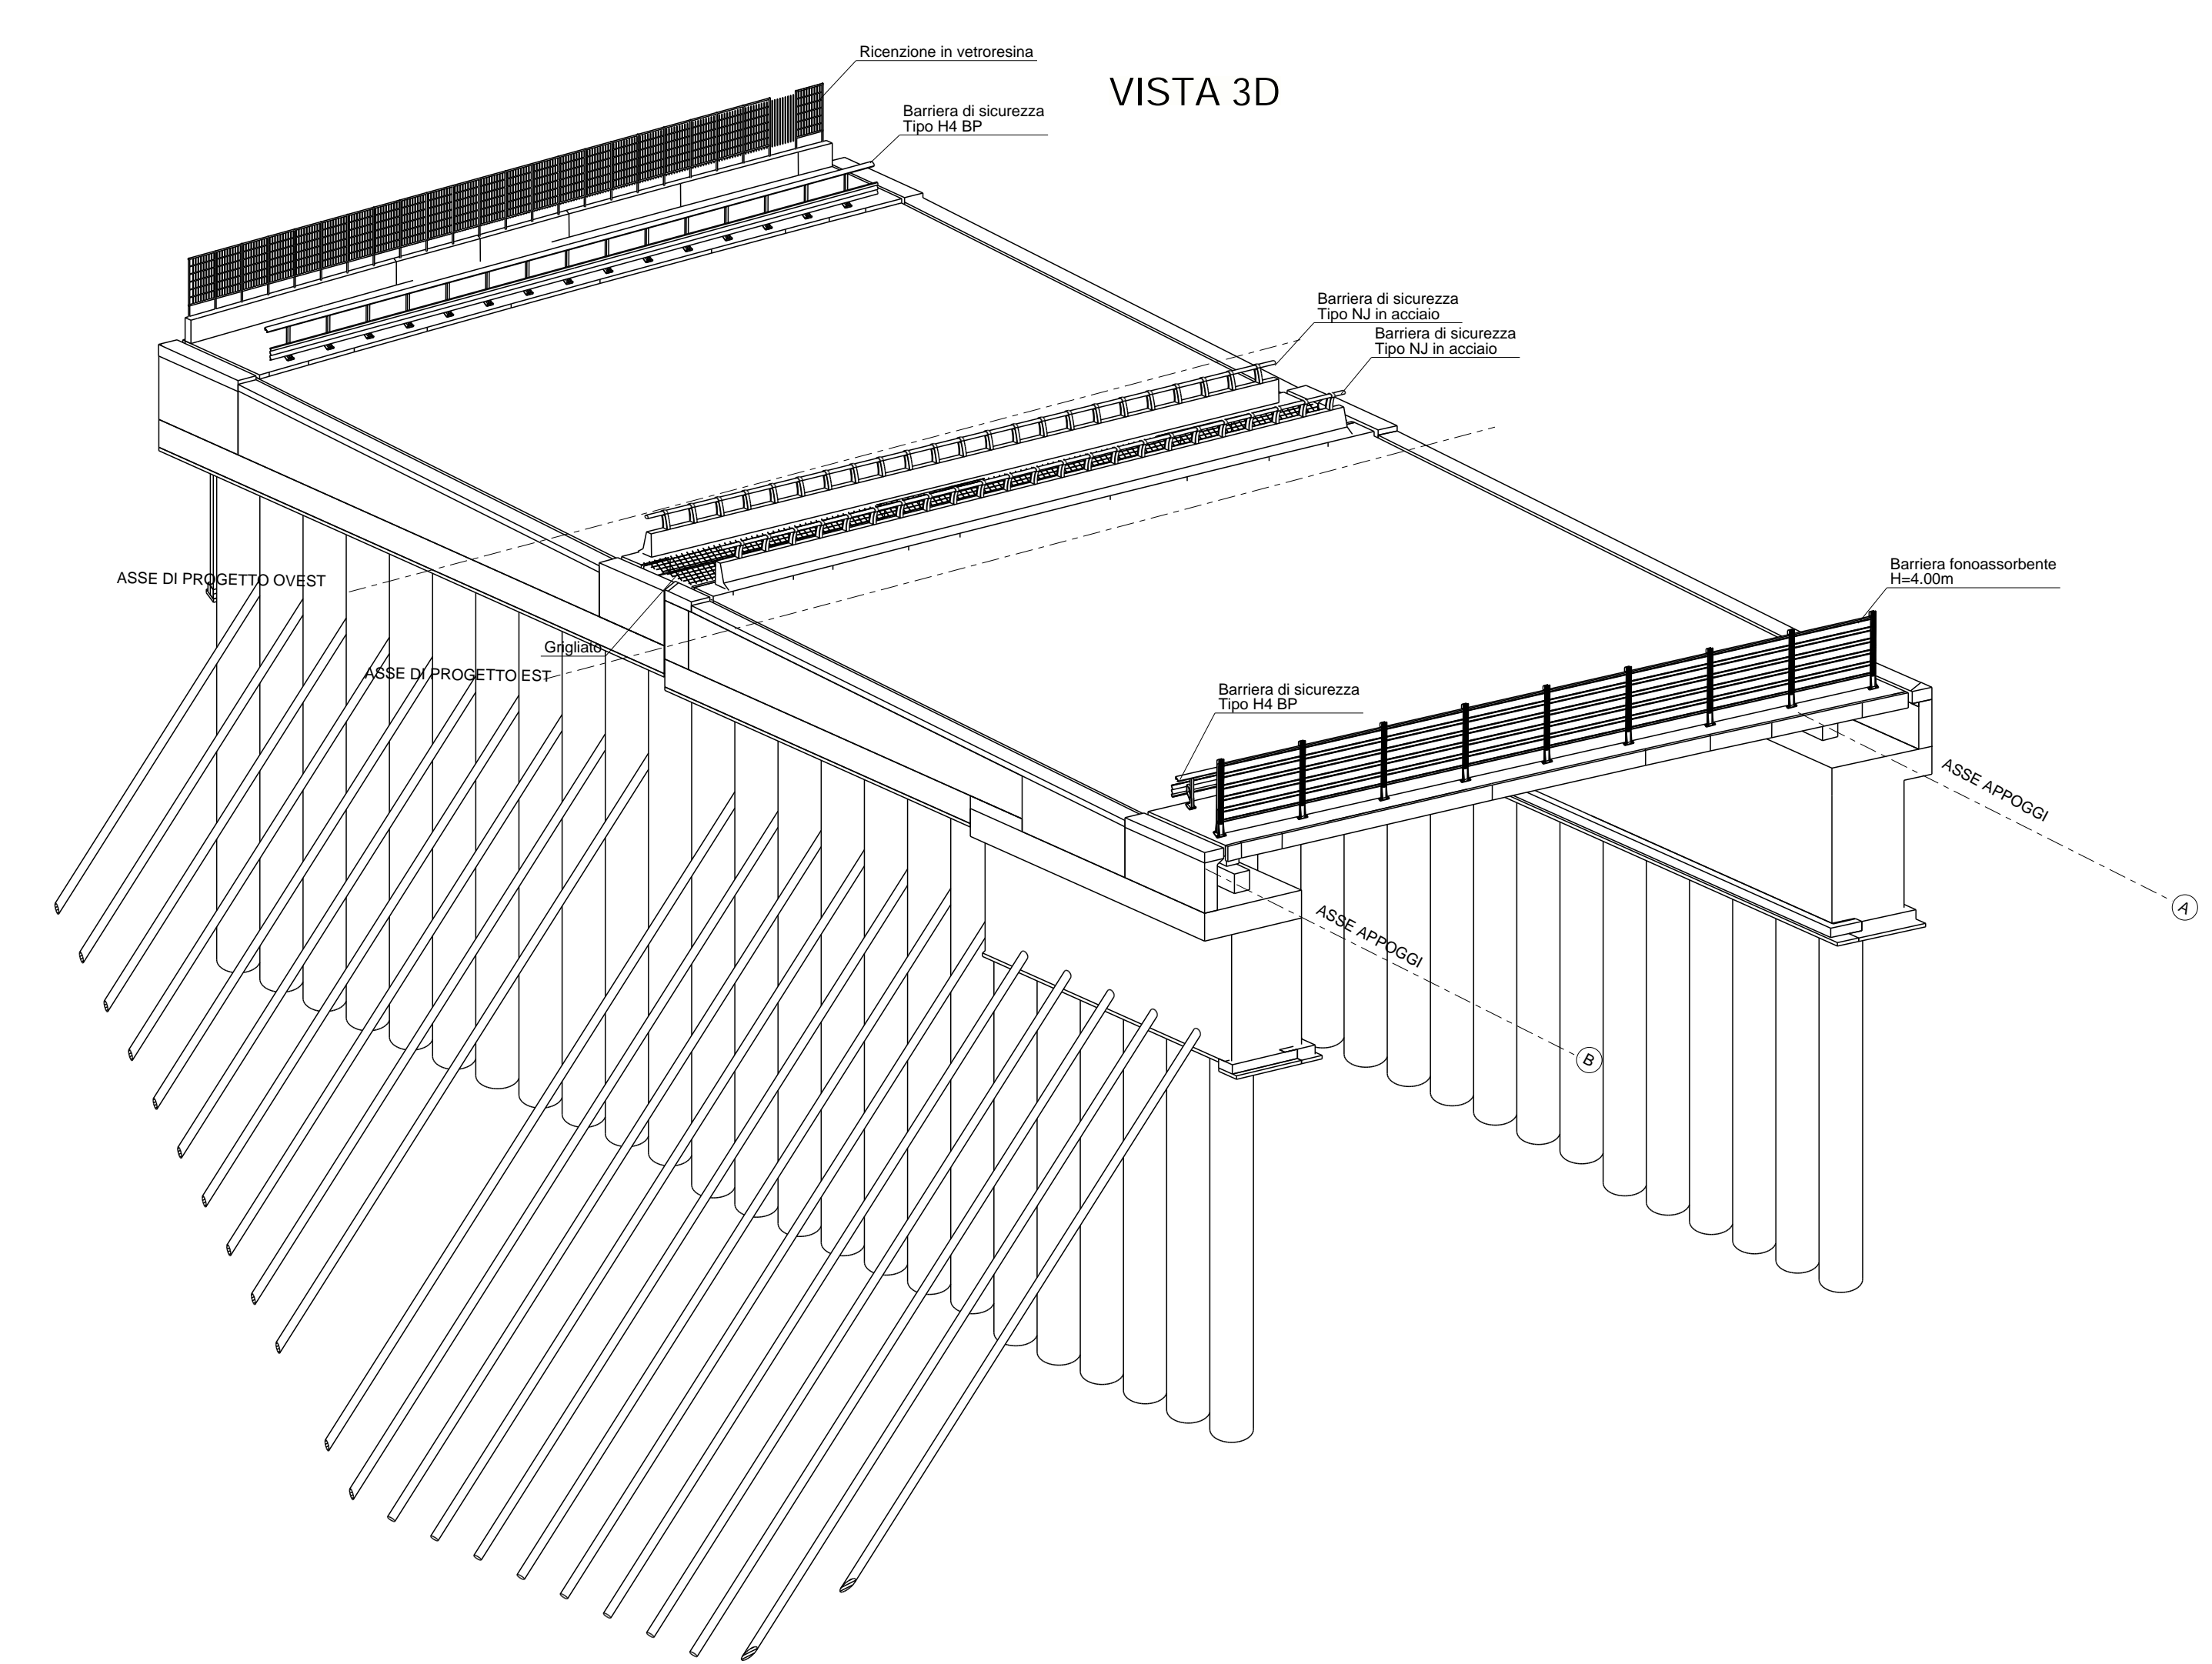 Ricenzione in vetroresina
VISTA 3D
Barriera di sicurezza
Tipo H4 BP
Barriera di sicurezza
Tipo NJ in acciaio
Barriera di sicurezza
Tipo NJ in acciaio
Barriera fonoassorbente
H=4.00m
ASSE DI PROGETTO OVEST
Grigliato
ASSE DI PROGETTO EST
Barriera di sicurezza
Tipo H4 BP
ASSE APPOGGI
A
ASSE APPOGGI
B